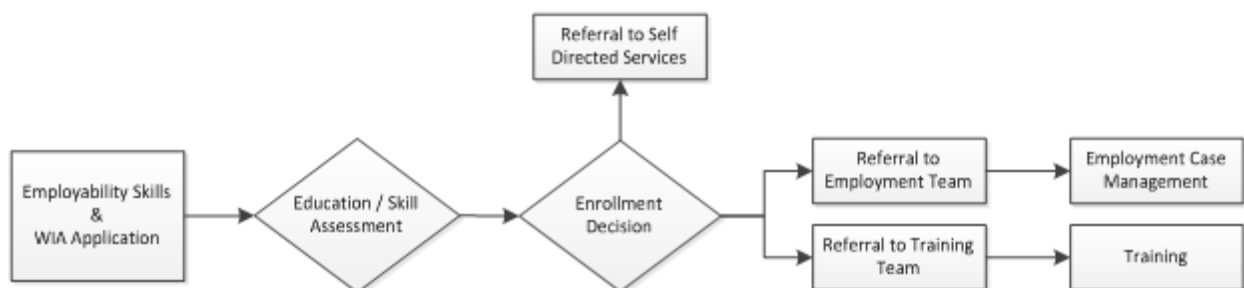 Referral to Self
Directed Services
Employability Skills
&
WIA Application
Education / Skill
Assessment
Enrollment
Decision
Referral to
Employment Team
Employment Case
Management
Referral to Training
Team
Training